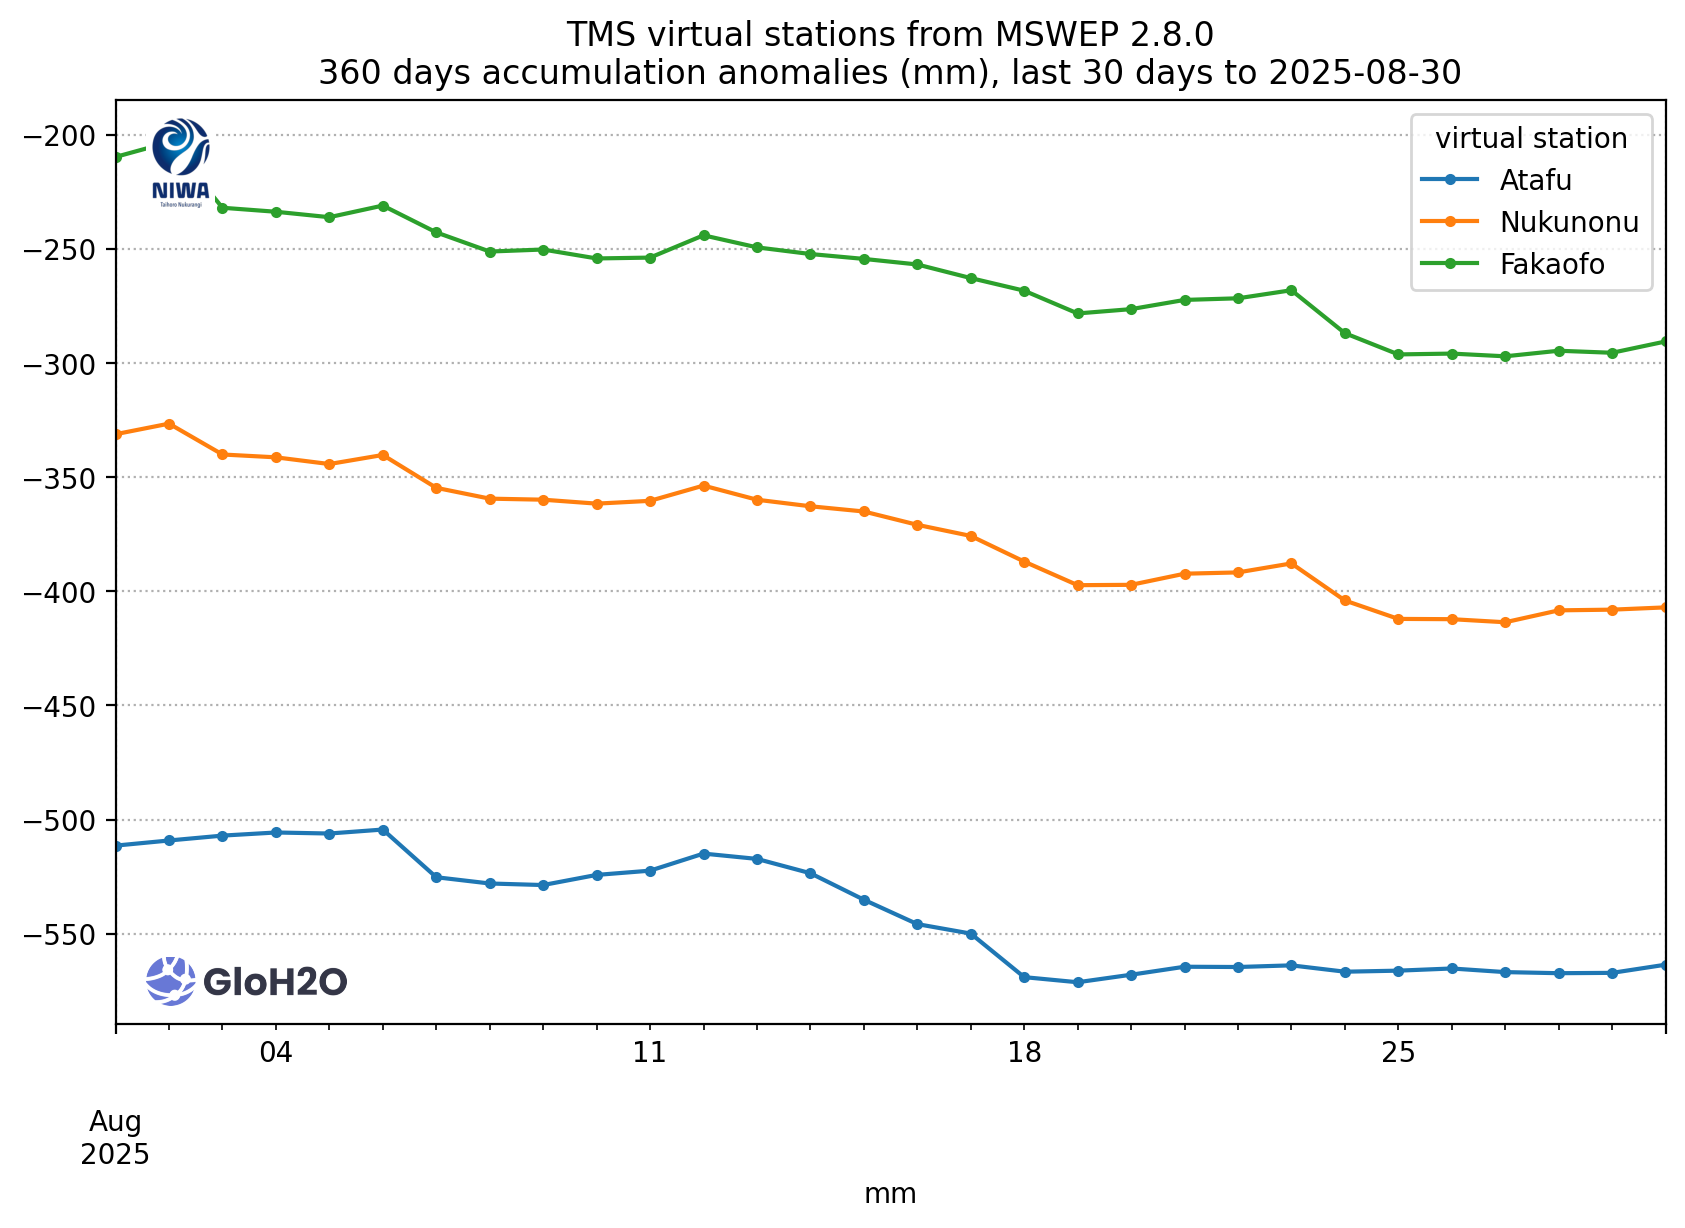 TMS virtual stations from MSWEP 2.8.0
360 days accumulation anomalies (mm), last 30 days to 2025-08-30
−200
−250
−300
−350
−400
−450
−500
−550
NIWA
Taihoro Nukurangi
virtual station
Atafu
Nukunonu
Fakaofo
GloH2O
04
11
18
25
Aug
2025
mm